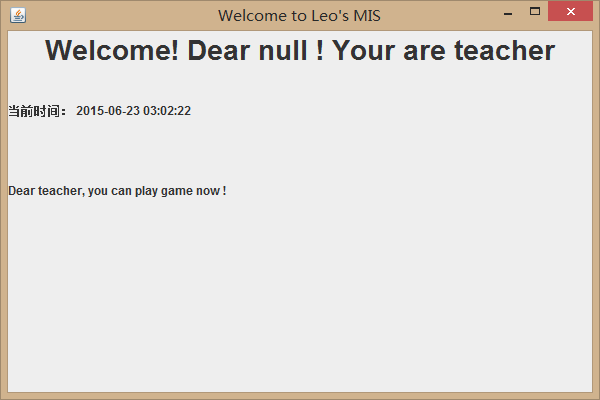 Welcome to Leo's MIS
Welcome! Dear null ! Your are teacher
当前时间： 2015-06-23 03:02:22
Dear teacher, you can play game now !